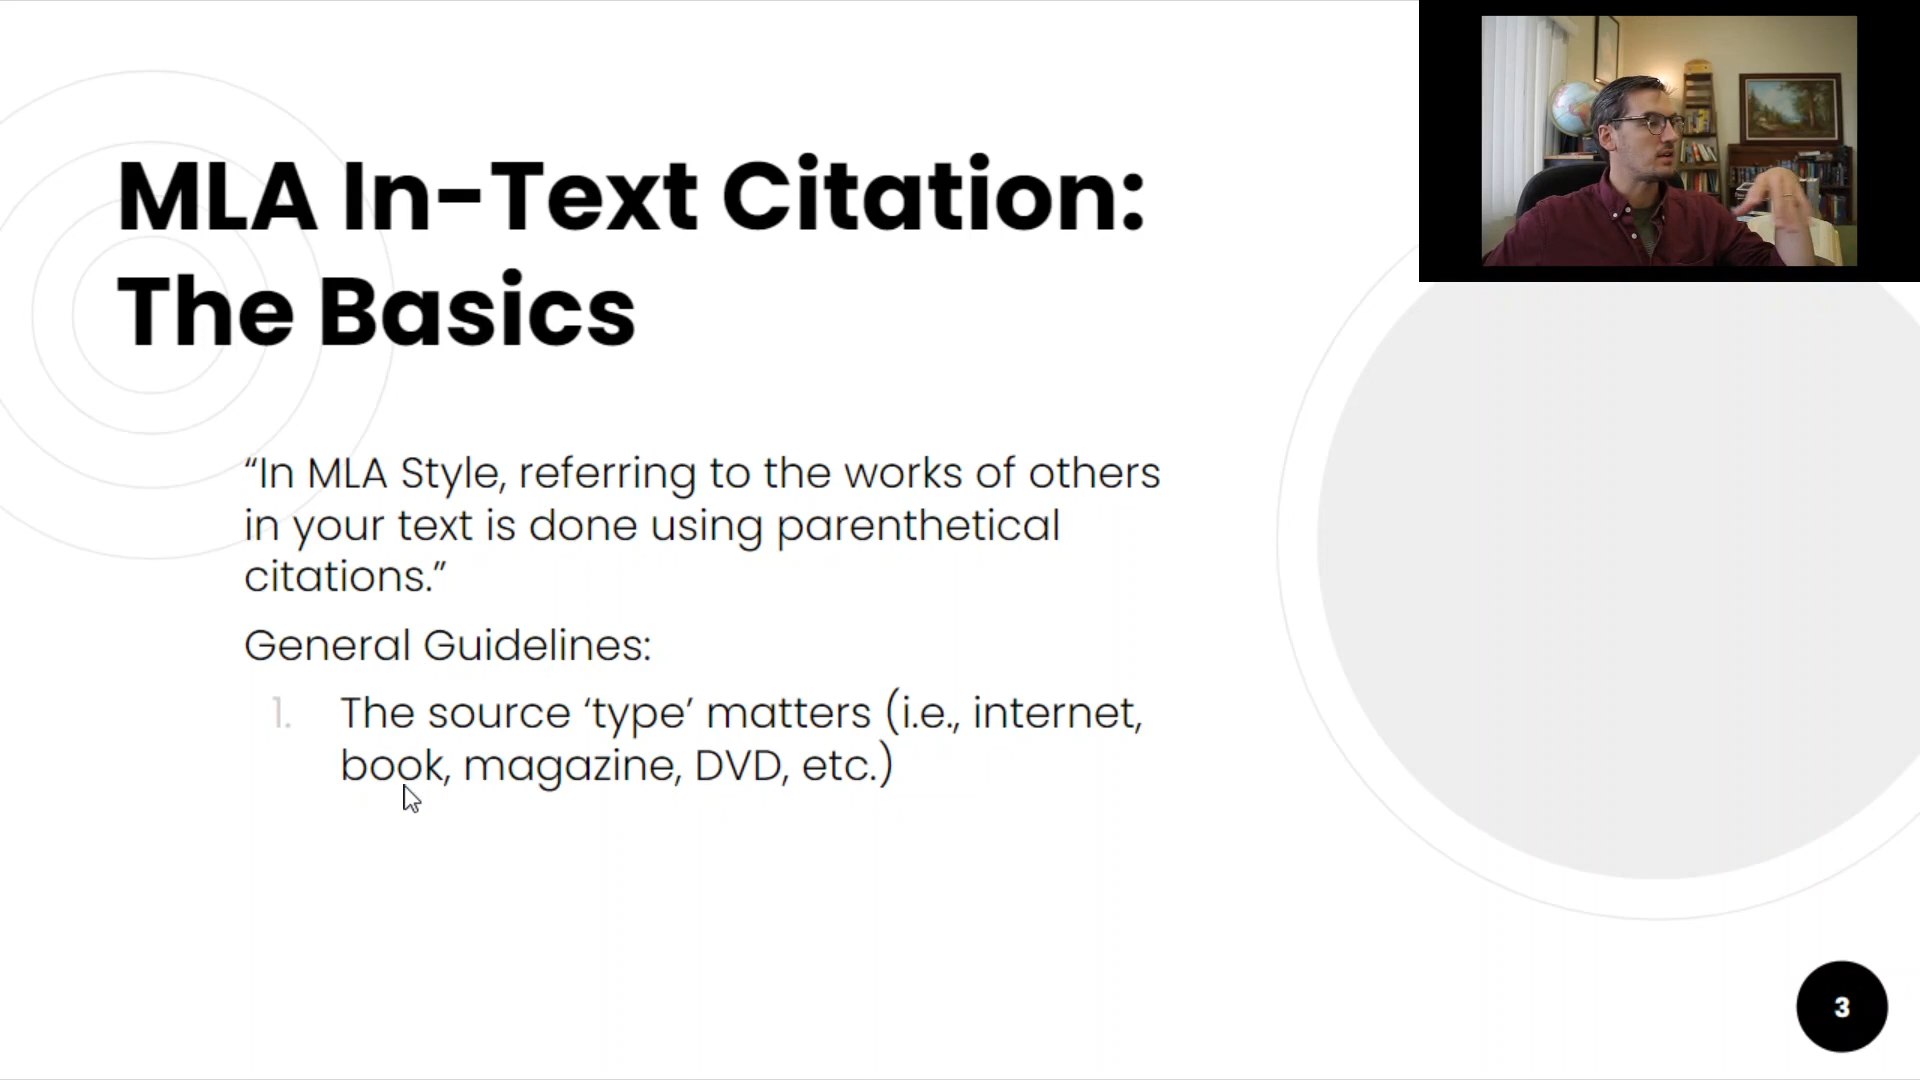 MLA In-Text Citation:
The Basics
“In MLA Style, referring to the works of others
in your text is done using parenthetical
citations.”
General Guidelines:
1. The source ‘type’ matters (i.e., internet,
book, magazine, DVD, etc.)
3